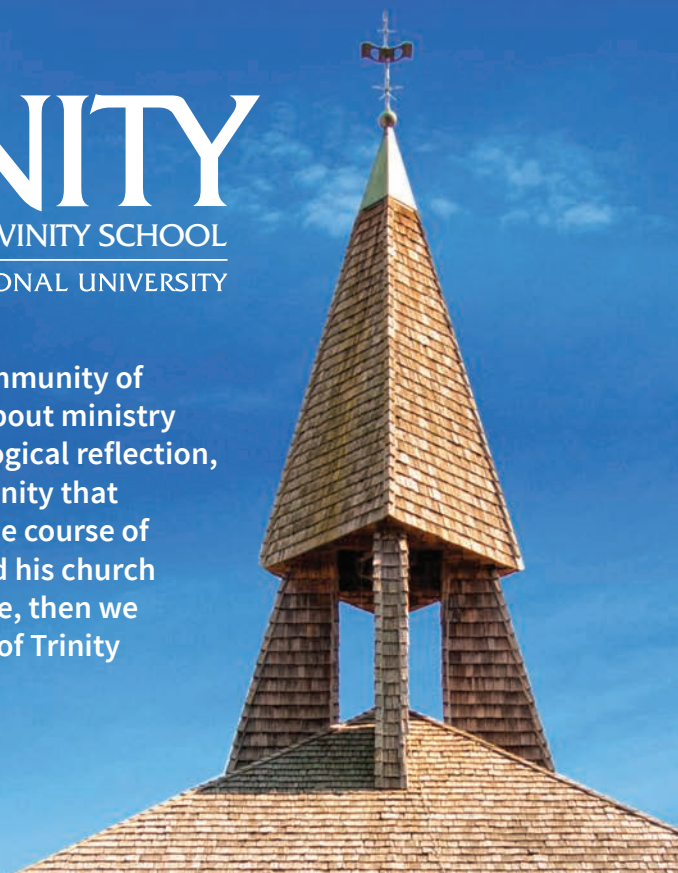 NITY
VINITY SCHOOL
ONAL UNIVERSITY
mmunity of
bout ministry
ogical reflection,
nity that
e course of
d his church
e, then we
of Trinity